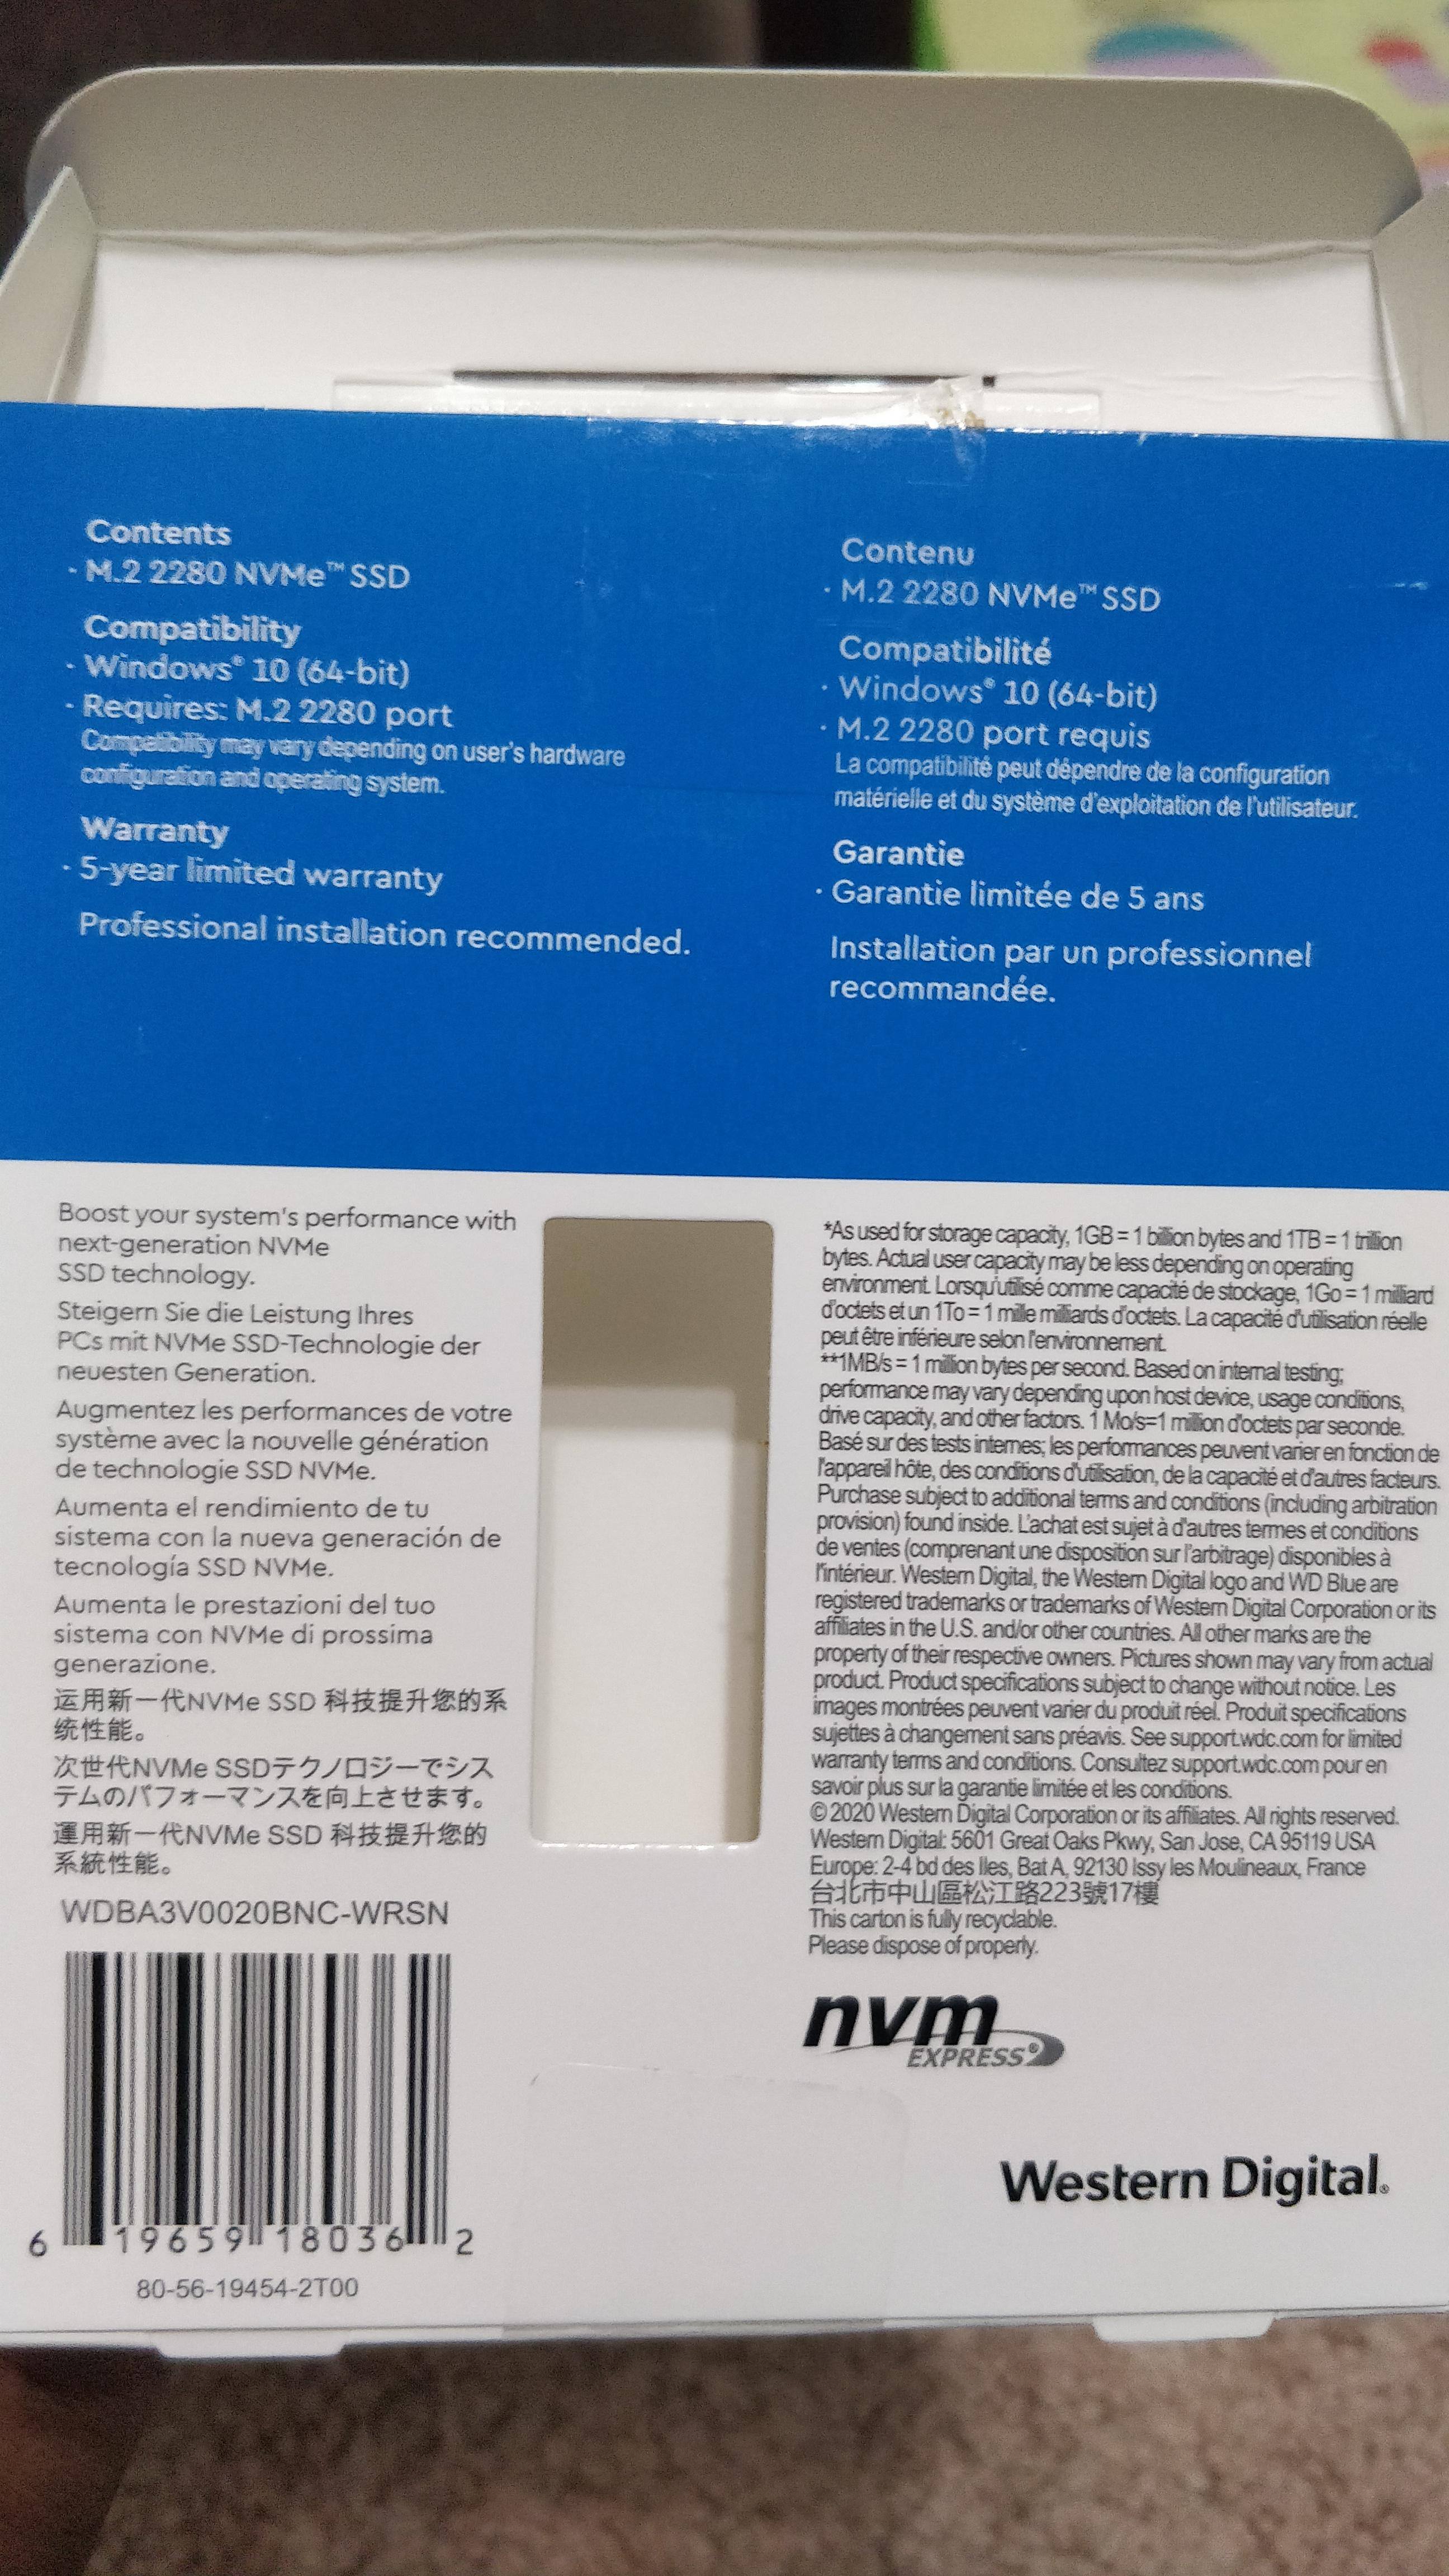 Contents
· M.2 2280 NVMe™ SSD
Compatibility
· Windows® 10 (64-bit)
· Requires: M.2 2280 port
Compatibility may vary depending on user's hardware
configuration and operating system.
Warranty
· 5-year limited warranty
Professional installation recommended.
Contenu
· M.2 2280 NVMe™ SSD
Compatibilité
· Windows® 10 (64-bit)
· M.2 2280 port requis
La compatibilité peut dépendre de la configuration
matérielle et du système d'exploitation de l'utilisateur.
Garantie
· Garantie limitée de 5 ans
Installation par un professionnel
recommandée.
Boost your system's performance with
next-generation NVMe
SSD technology.
Steigern Sie die Leistung Ihres
PCs mit NVMe SSD-Technologie der
neuesten Generation.
Augmentez les performances de votre
système avec la nouvelle génération
de technologie SSD NVMe.
Aumenta el rendimiento de tu
sistema con la nueva generación de
tecnología SSD NVMe.
Aumenta le prestazioni del tuo
sistema con NVMe di prossima
generazione.
运用新一代NVMe SSD 科技提升您的系
统性能。
次世代NVMe SSDテクノロジーでシス
テムのパフォーマンスを向上させます。
運用新一代NVMe SSD 科技提升您的
系統性能。
WDBA3V0020BNC-WRSN
6 19659 18036 2
80-56-19454-2T00
*As used for storage capacity, 1GB = 1 billion bytes and 1TB = 1 trillion
bytes. Actual user capacity may be less depending on operating
environment. Lorsqu'utilisé comme capacité de stockage, 1Go = 1 milliard
d'octets et un 1To = 1 mille milliards d'octets. La capacité d'utilisation réelle
peut être inférieure selon l'environnement.
**1MB/s = 1 million bytes per second. Based on internal testing;
performance may vary depending upon host device, usage conditions,
drive capacity, and other factors. 1 Mo/s=1 million d'octets par seconde.
Basé sur des tests internes; les performances peuvent varier en fonction de
l'appareil hôte, des conditions d'utilisation, de la capacité et d'autres facteurs.
Purchase subject to additional terms and conditions (including arbitration
provision) found inside. L'achat est sujet à d'autres termes et conditions
de ventes (comprenant une disposition sur l'arbitrage) disponibles à
l'intérieur. Western Digital, the Western Digital logo and WD Blue are
registered trademarks or trademarks of Western Digital Corporation or its
affiliates in the U.S. and/or other countries. All other marks are the
property of their respective owners. Pictures shown may vary from actual
product. Product specifications subject to change without notice. Les
images montrées peuvent varier du produit réel. Produit specifications
sujettes à changement sans préavis. See support.wdc.com for limited
warranty terms and conditions. Consultez support.wdc.com pour en
savoir plus sur la garantie limitée et les conditions.
© 2020 Western Digital Corporation or its affiliates. All rights reserved.
Western Digital: 5601 Great Oaks Pkwy, San Jose, CA 95119 USA
Europe: 2-4 bd des Iles, Bat A, 92130 Issy les Moulineaux, France
台北市中山區松江路223號17樓
This carton is fully recyclable.
Please dispose of properly.
nvm
EXPRESS®
Western Digital®